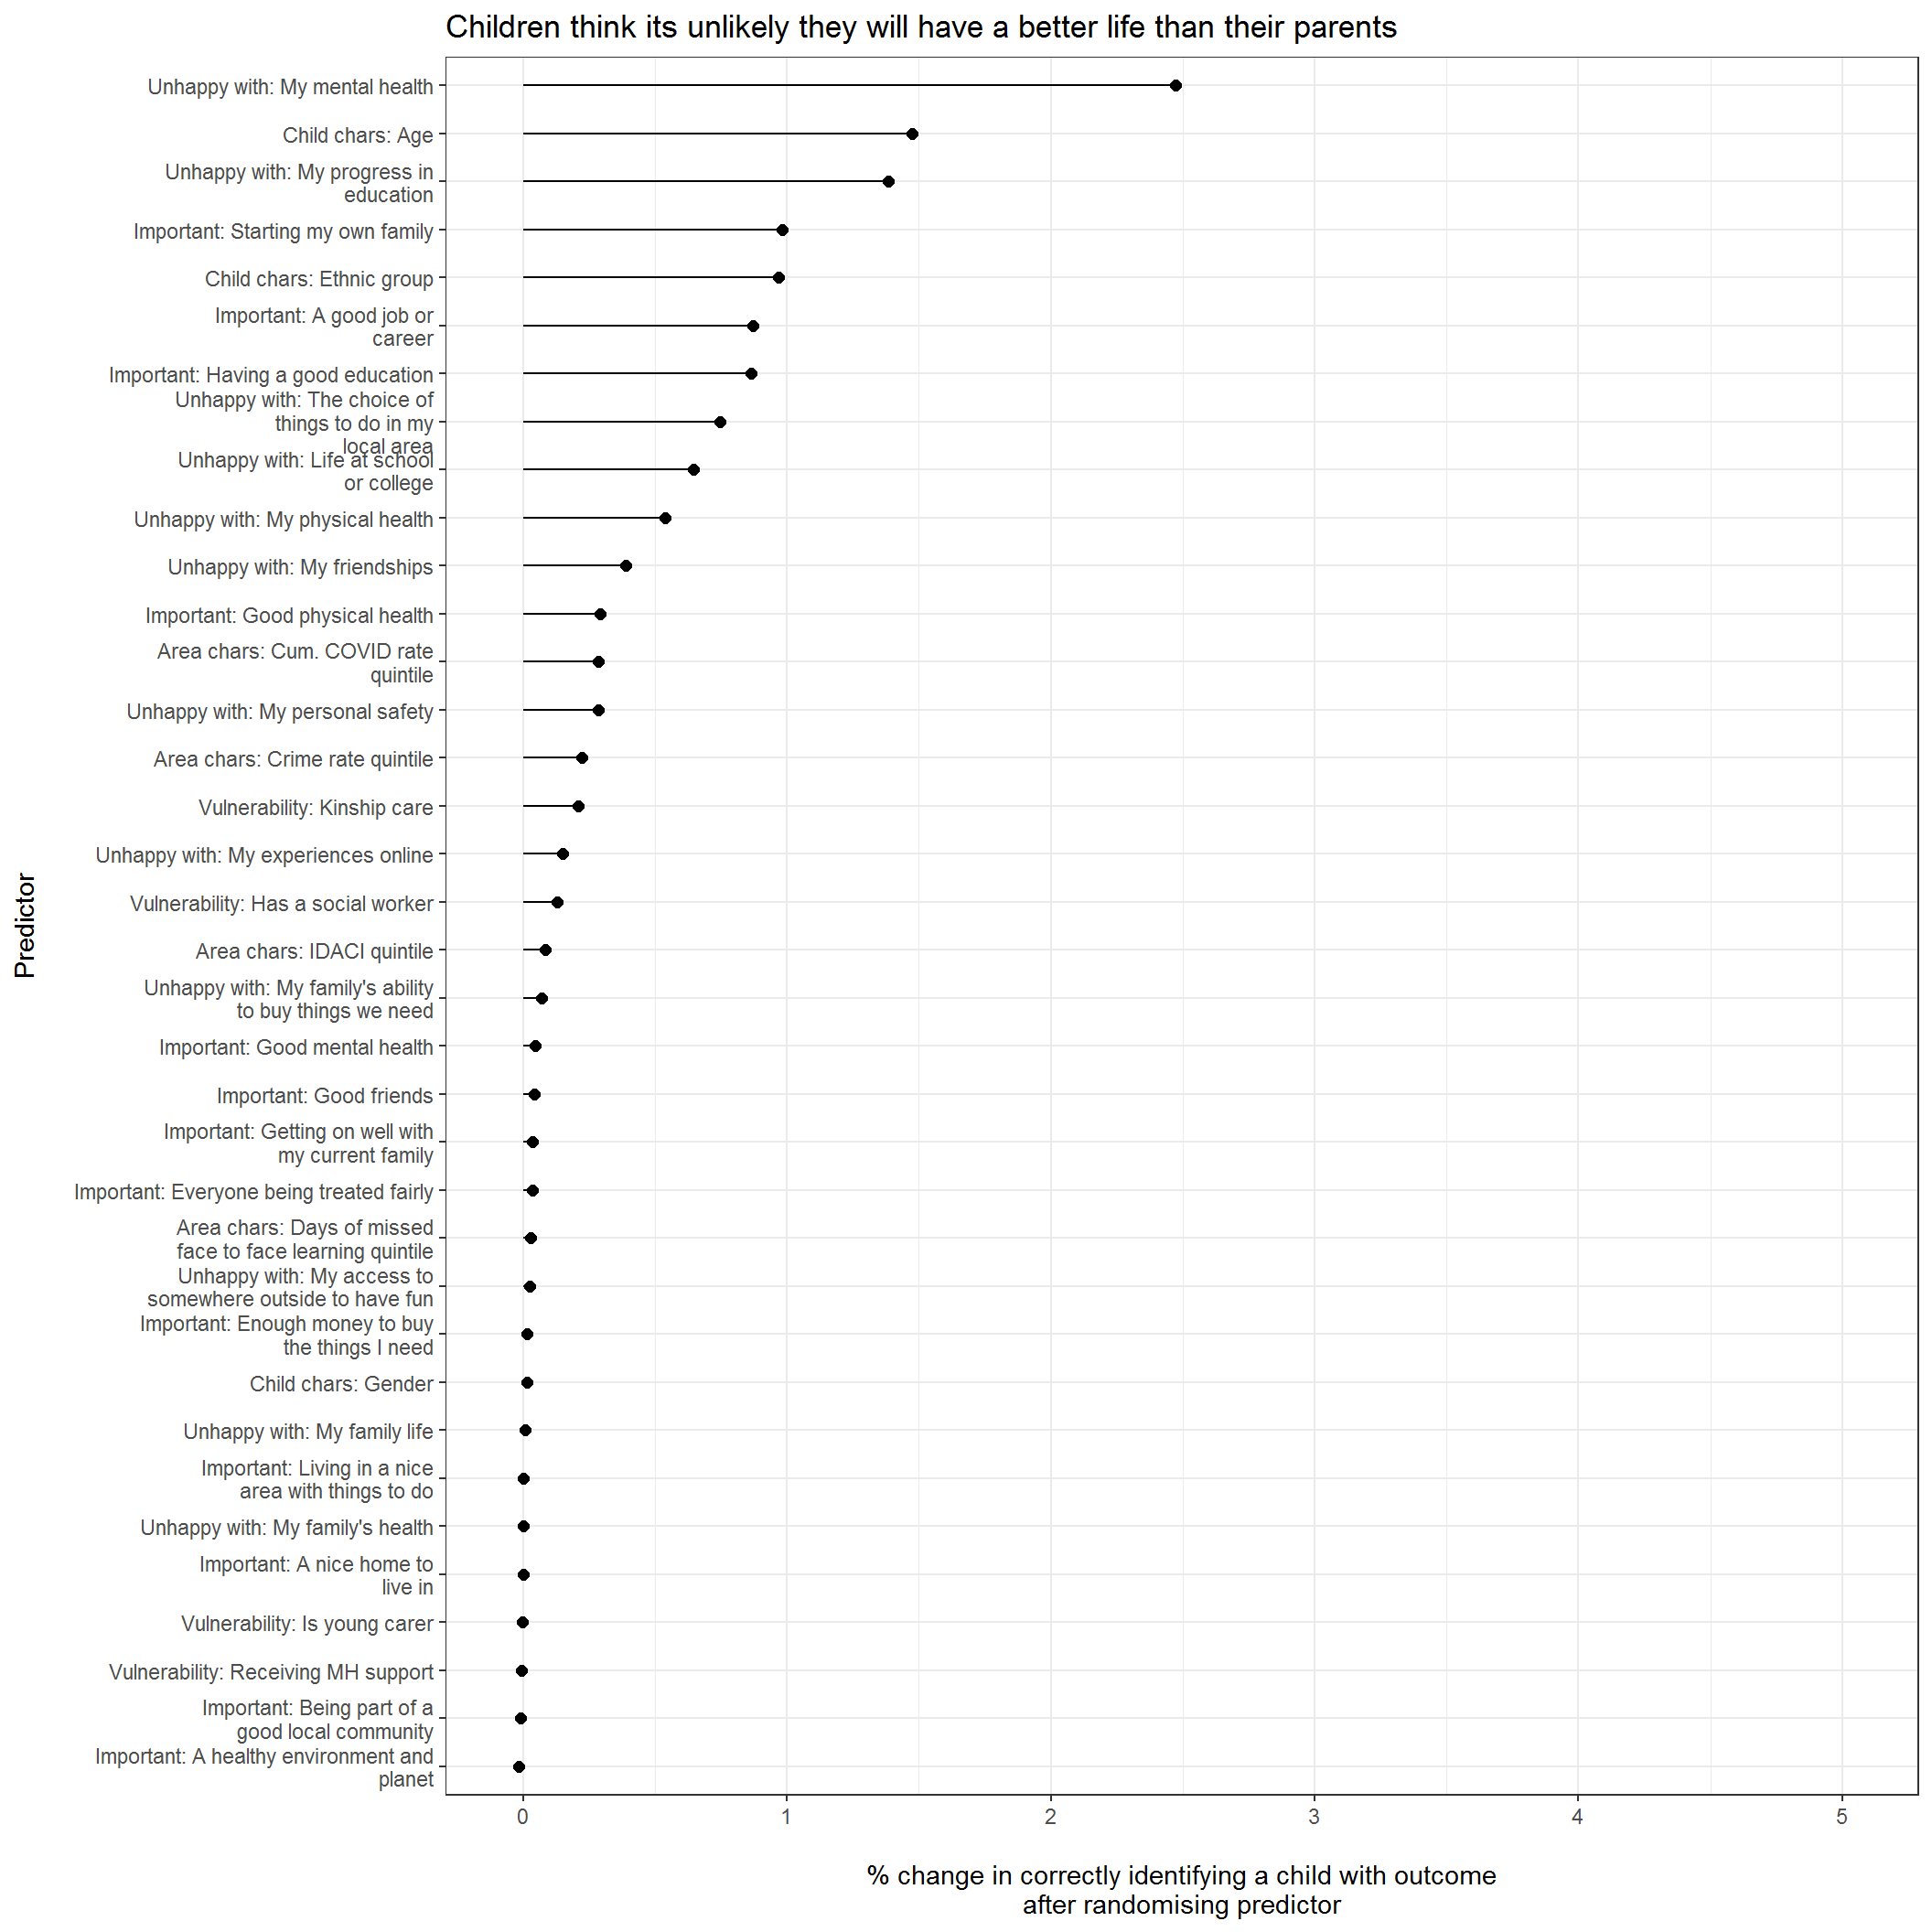 Children think its unlikely they will have a better life than their parents
Unhappy with: My mental health
Child chars: Age
Unhappy with: My progress in
education
Important: Starting my own family
Child chars: Ethnic group
Important: A good job or
career
Important: Having a good education
Unhappy with: The choice of
things to do in my
local area
Unhappy with: Life at school
or college
Unhappy with: My physical health
Unhappy with: My friendships
Important: Good physical health
Area chars: Cum. COVID rate
quintile
Unhappy with: My personal safety
Area chars: Crime rate quintile
Vulnerability: Kinship care
Unhappy with: My experiences online
Vulnerability: Has a social worker
Area chars: IDACI quintile
Unhappy with: My family's ability
to buy things we need
Important: Good mental health
Important: Good friends
Important: Getting on well with
my current family
Important: Everyone being treated fairly
Area chars: Days of missed
face to face learning quintile
Unhappy with: My access to
somewhere outside to have fun
Important: Enough money to buy
the things I need
Child chars: Gender
Unhappy with: My family life
Important: Living in a nice
area with things to do
Unhappy with: My family's health
Important: A nice home to
live in
Vulnerability: Is young carer
Vulnerability: Receiving MH support
Important: Being part of a
good local community
Important: A healthy environment and
planet
Predictor
0 1 2 3 4 5
% change in correctly identifying a child with outcome
after randomising predictor